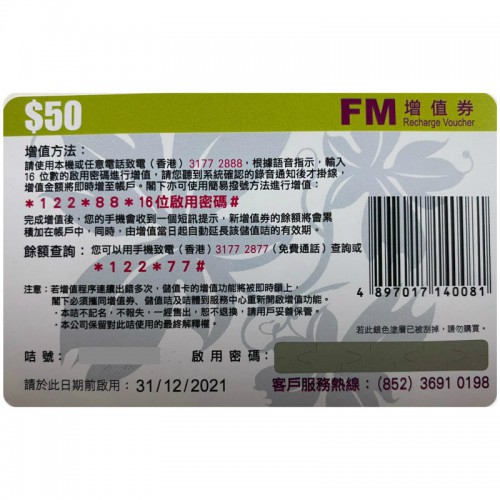 $50
FM 增值券
Recharge Voucher
增值方法：
請使用本機或任意電話致電（香港）3177 2888，根據語音指示，輸入
16 位數的啟用密碼進行增值，請您聽到系統確認的錄音通知後才掛線，
增值金額將即時增至帳戶。閣下亦可使用簡易撥號方法進行增值：
*122*88*16位啟用密碼#
完成增值後，您的手機會收到一個短訊提示，新增值券的餘額將會累
積加在帳戶中，同時，由增值當日起自動延長該儲值咭的有效期。
餘額查詢：您可以用手機致電（香港）3177 2877（免費通話）查詢或
*122*77#
注意：若增值程序連續出錯多次，儲值卡的增值功能將被即時鎖上，
閣下必須攜同增值券、儲值咭及咭體到服務中心重新開啟增值功能。
- 本咭不記名，不報失，一經售出，恕不退換，請用戶妥善保管。
- 本公司保留對此咭使用的最終解釋權。
4 897017 140081
若此銀色塗層已被刮掉，請勿購買。
咭號：
啟用密碼：
請於此日期前啟用：31/12/2021
客戶服務熱線：(852) 3691 0198